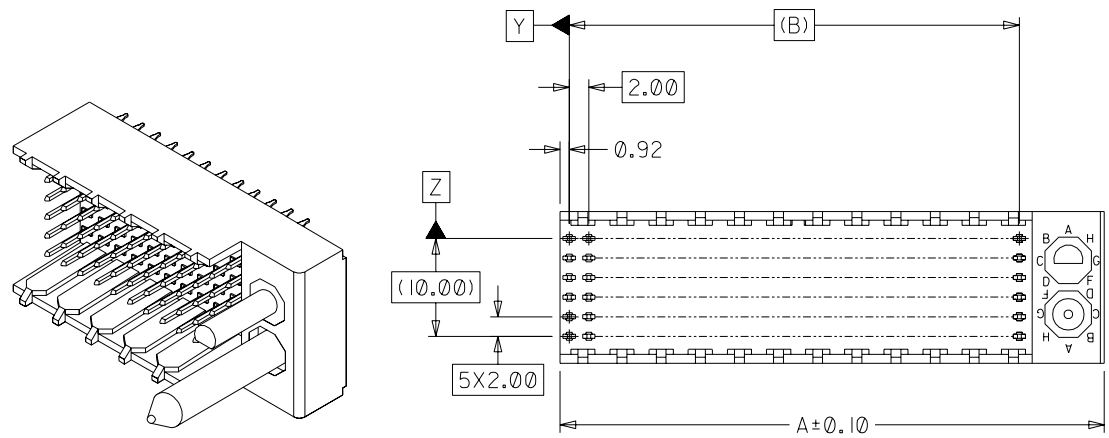 Y
(B)
2.00
0.92
Z
(10.00)
5X2.00
A±0.10
A
B H
C G
D F
F D
G C
H B
A